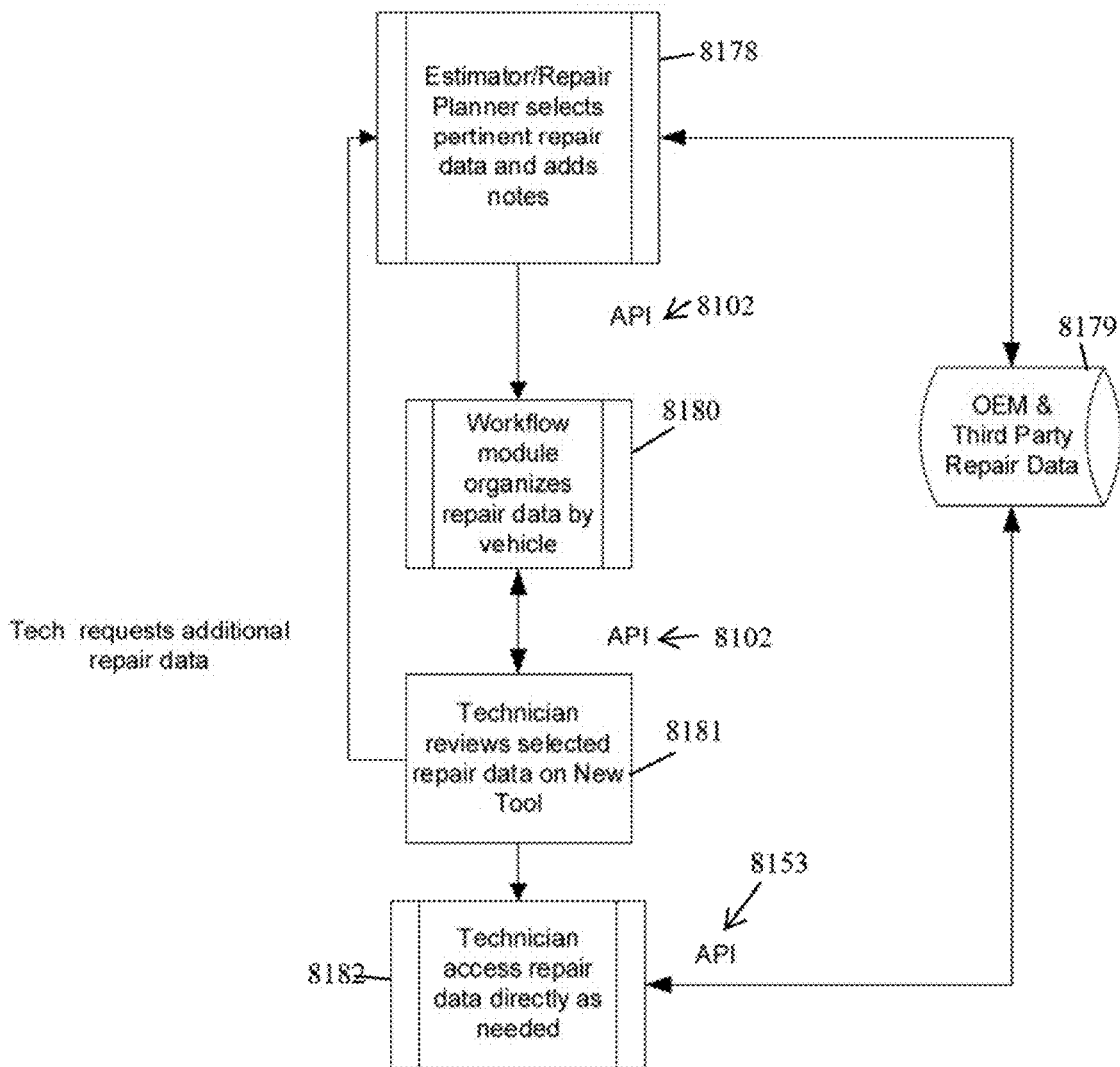 8178
Estimator/Repair
Planner selects
pertinent repair
data and adds
notes
API 8102
8179
OEM &
Third Party
Repair Data
8180
Workflow
module
organizes
repair data by
vehicle
API 8102
Tech requests additional
repair data
Technician
reviews selected
repair data on New
Tool
8181
8153
API
8182
Technician
access repair
data directly as
needed